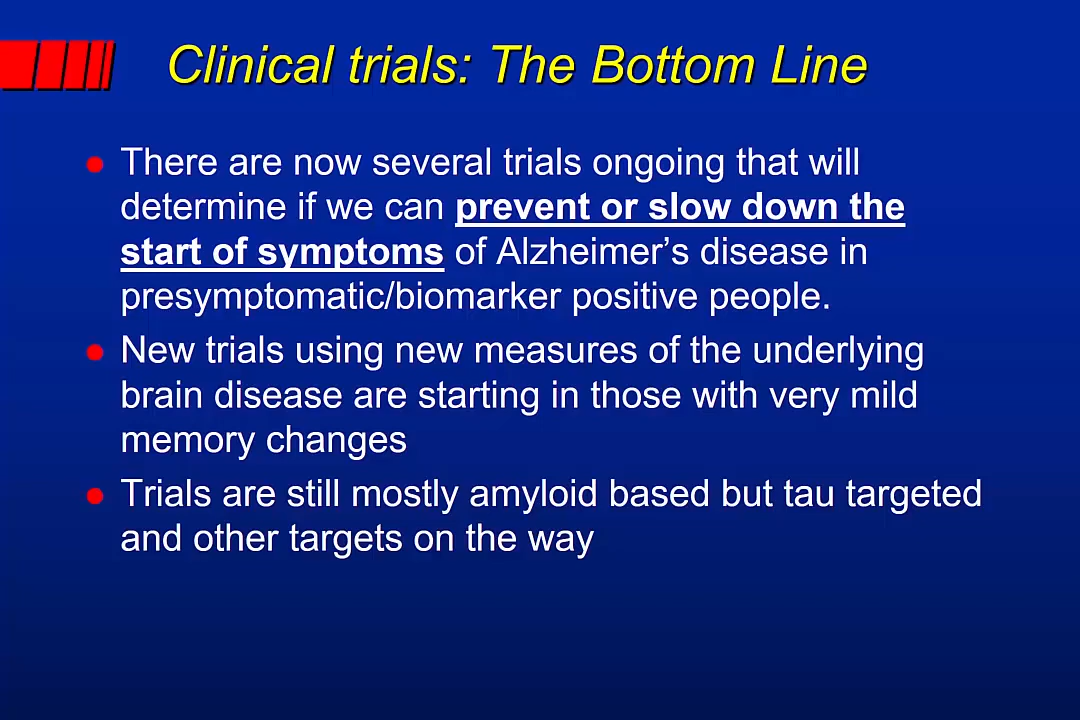 Clinical trials: The Bottom Line
There are now several trials ongoing that will
determine if we can prevent or slow down the
start of symptoms of Alzheimer’s disease in
presymptomatic/biomarker positive people.
New trials using new measures of the underlying
brain disease are starting in those with very mild
memory changes
Trials are still mostly amyloid based but tau targeted
and other targets on the way